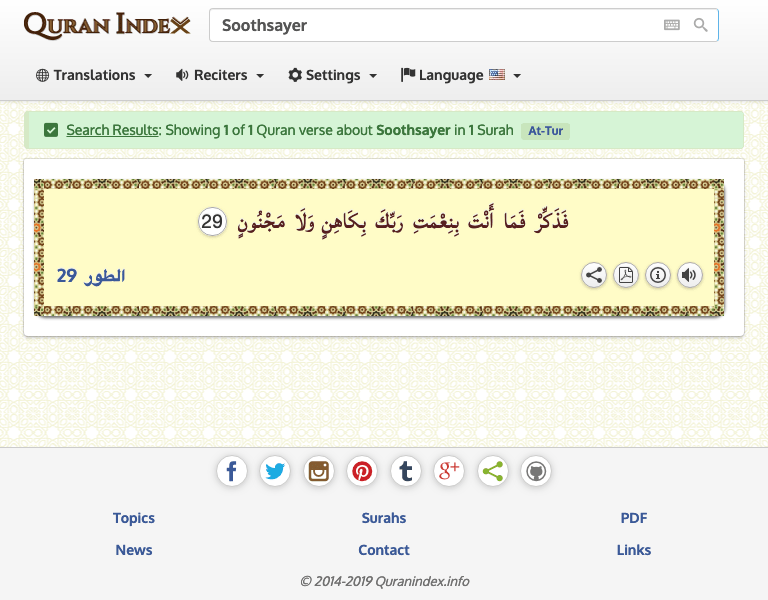 QURAN INDEX
Soothsayer
Translations
Reciters
Settings
Language
Search Results: Showing 1 of 1 Quran verse about Soothsayer in 1 Surah At-Tur
فَذَكِّرْ فَمَا أَنْتَ بِنِعْمَتِ رَبِّكَ بِكَاهِنٍ وَلَا مَجْنُونٍ 29
الطور 29
Topics
Surahs
PDF
News
Contact
Links
© 2014-2019 Quranindex.info